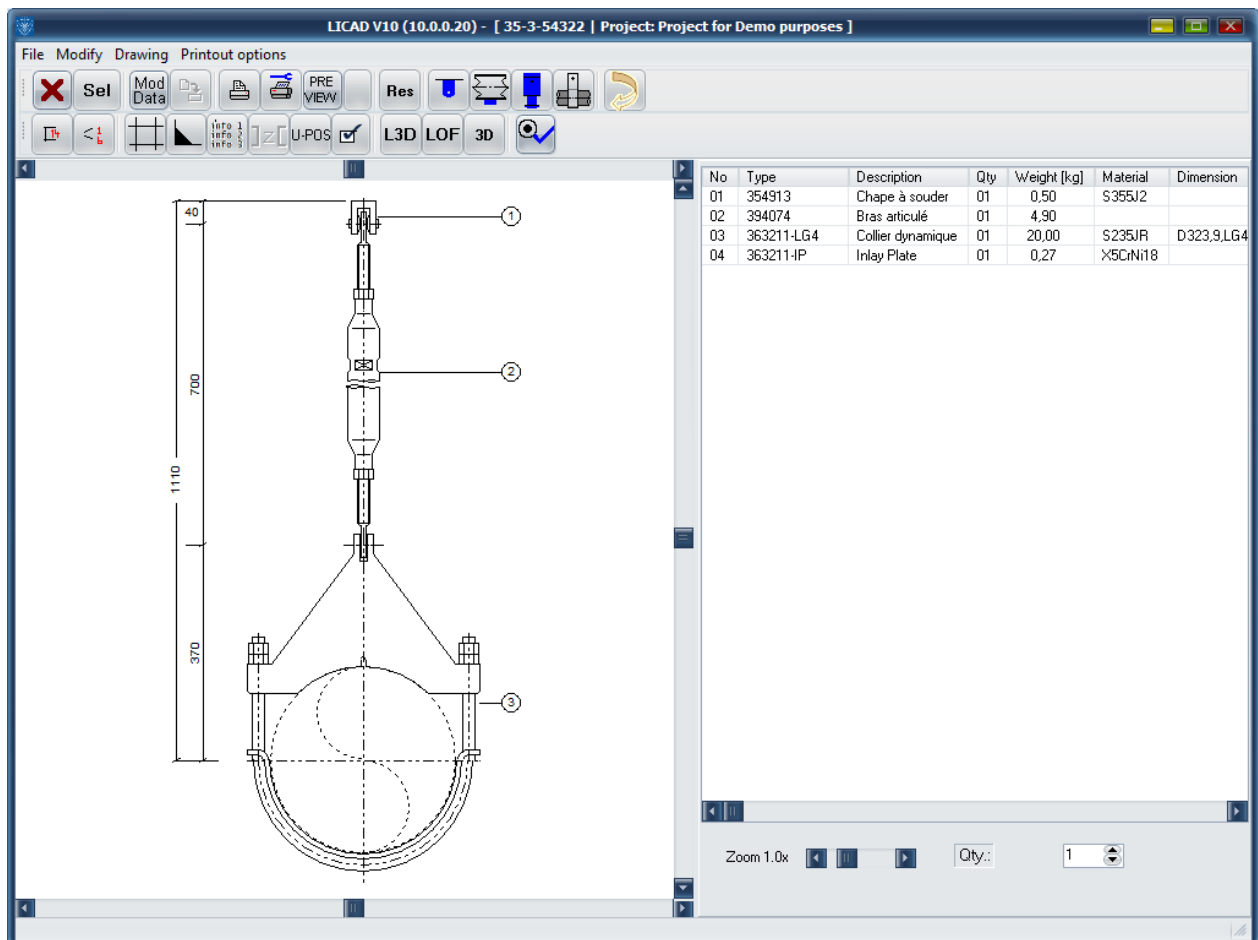 LICAD V10 (10.0.0.20) - [ 35-3-54322 | Project: Project for Demo purposes ]
File Modify Drawing Printout options
Sel Mod Data PRE VIEW Res
info 1
info 2
info 3
]z[ U-POS L3D LOF 3D
No Type Description Qty Weight [kg] Material Dimension
01 354913 Chape à souder 01 0,50 S355J2
02 394074 Bras articulé 01 4,90
03 363211-LG4 Collier dynamique 01 20,00 S235JR D323,9,LG4
04 363211-IP Inlay Plate 01 0,27 X5CrNi18
40
1
2
700
1110
370
3
Zoom 1.0x Qty.: 1